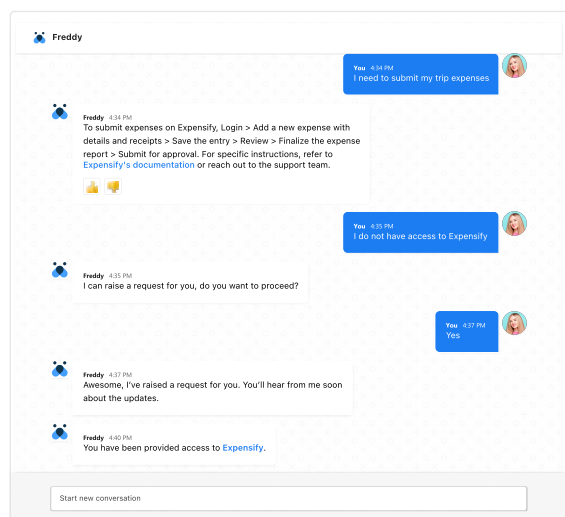 Freddy
You 4:34 PM
I need to submit my trip expenses
Freddy 4:34 PM
To submit expenses on Expensify, Login > Add a new expense with
details and receipts > Save the entry > Review > Finalize the expense
report > Submit for approval. For specific instructions, refer to
Expensify's documentation or reach out to the support team.
You 4:35 PM
I do not have access to Expensify
Freddy 4:35 PM
I can raise a request for you, do you want to proceed?
You 4:37 PM
Yes
Freddy 4:37 PM
Awesome, I've raised a request for you. You'll hear from me soon
about the updates.
Freddy 4:40 PM
You have been provided access to Expensify.
Start new conversation